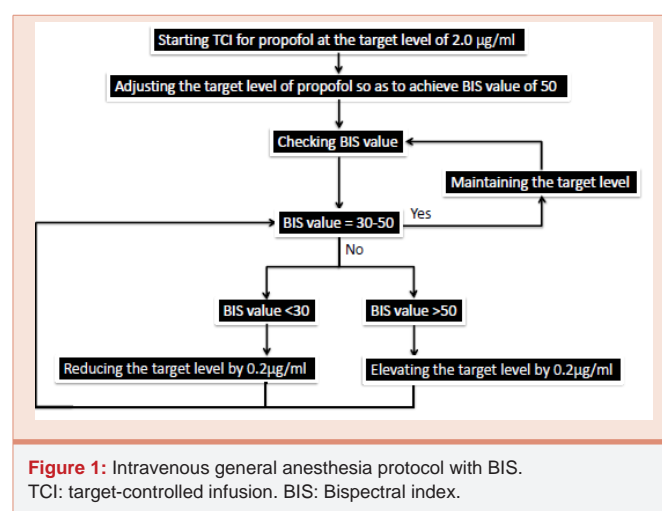 Starting TCI for propofol at the target level of 2.0 µg/ml
Adjusting the target level of propofol so as to achieve BIS value of 50
Checking BIS value
Maintaining the target level
BIS value = 30-50
Yes
No
BIS value <30
BIS value >50
Reducing the target level by 0.2µg/ml
Elevating the target level by 0.2µg/ml
Figure 1: Intravenous general anesthesia protocol with BIS.
TCI: target-controlled infusion. BIS: Bispectral index.